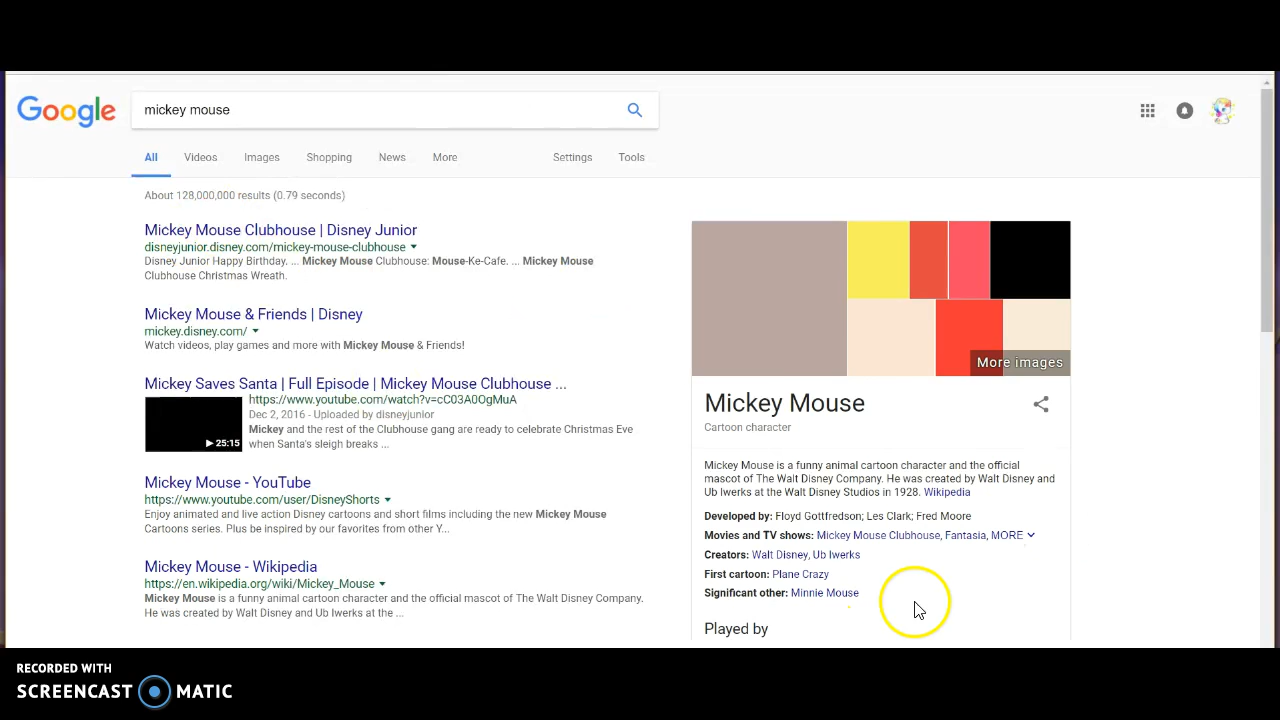 Google
mickey mouse
All Videos Images Shopping News More Settings Tools
About 128,000,000 results (0.79 seconds)
Mickey Mouse Clubhouse | Disney Junior
disneyjunior.disney.com/mickey-mouse-clubhouse
Disney Junior Happy Birthday. ... Mickey Mouse Clubhouse: Mouse-Ke-Cafe. ... Mickey Mouse
Clubhouse Christmas Wreath.
Mickey Mouse & Friends | Disney
mickey.disney.com/
Watch videos, play games and more with Mickey Mouse & Friends!
Mickey Saves Santa | Full Episode | Mickey Mouse Clubhouse ...
https://www.youtube.com/watch?v=cC03A0OgMuA
Dec 2, 2016 - Uploaded by disneyjunior
Mickey and the rest of the Clubhouse gang are ready to celebrate Christmas Eve
when Santa's sleigh breaks ...
25:15
Mickey Mouse - YouTube
https://www.youtube.com/user/DisneyShorts
Enjoy animated and live action Disney cartoons and short films including the new Mickey Mouse
Cartoons series. Plus be inspired by our favorites from other Y...
Mickey Mouse - Wikipedia
https://en.wikipedia.org/wiki/Mickey_Mouse
Mickey Mouse is a funny animal cartoon character and the official mascot of The Walt Disney Company.
He was created by Walt Disney and Ub Iwerks at the ...
More images
Mickey Mouse
Cartoon character
Mickey Mouse is a funny animal cartoon character and the official
mascot of The Walt Disney Company. He was created by Walt Disney and
Ub Iwerks at the Walt Disney Studios in 1928. Wikipedia
Developed by: Floyd Gottfredson; Les Clark; Fred Moore
Movies and TV shows: Mickey Mouse Clubhouse, Fantasia, MORE
Creators: Walt Disney, Ub Iwerks
First cartoon: Plane Crazy
Significant other: Minnie Mouse
Played by
RECORDED WITH
SCREENCAST MATIC